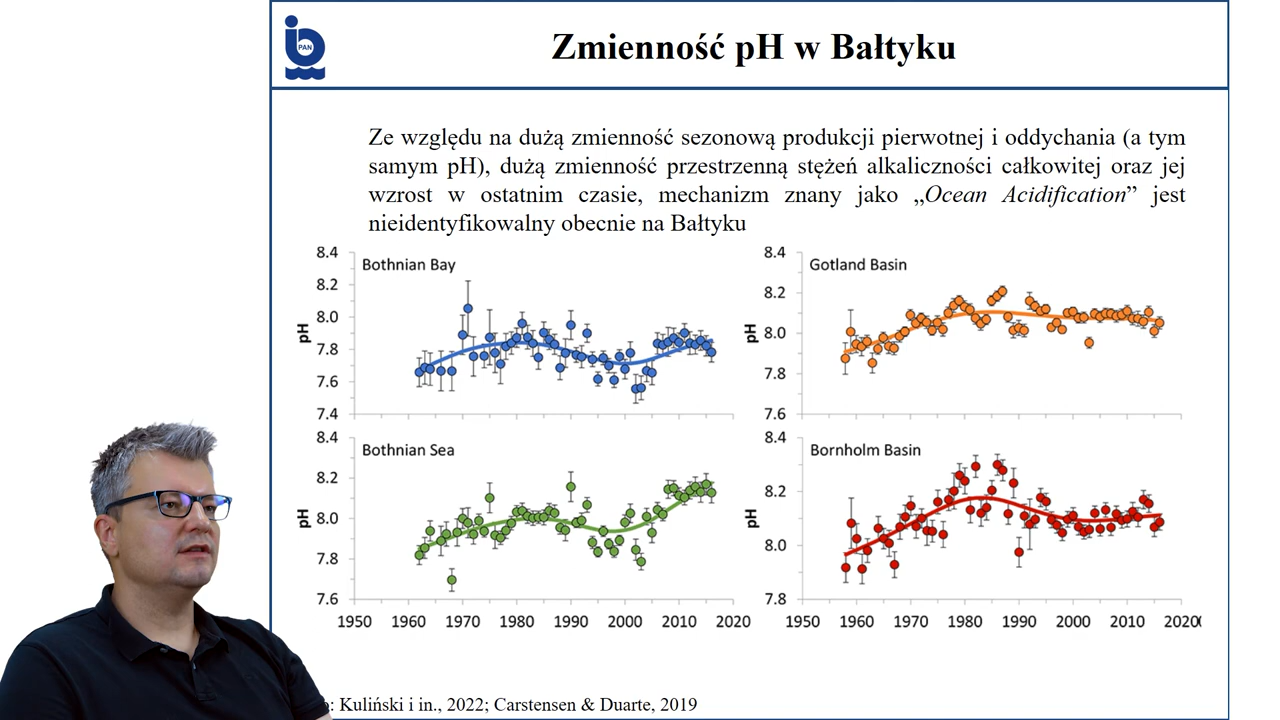 PAN
Zmienność pH w Bałtyku
Ze względu na dużą zmienność sezonową produkcji pierwotnej i oddychania (a tym
samym pH), dużą zmienność przestrzenną stężeń alkaliczności całkowitej oraz jej
wzrost w ostatnim czasie, mechanizm znany jako „Ocean Acidification” jest
nieidentyfikowalny obecnie na Bałtyku
Bothnian Bay
pH
8.4
8.2
8.0
7.8
7.6
7.4
Gotland Basin
pH
8.4
8.2
8.0
7.8
7.6
Bothnian Sea
pH
8.4
8.2
8.0
7.8
7.6
1950 1960 1970 1980 1990 2000 2010 2020
Bornholm Basin
pH
8.4
8.2
8.0
7.8
1950 1960 1970 1980 1990 2000 2010 2020
: Kuliński i in., 2022; Carstensen & Duarte, 2019